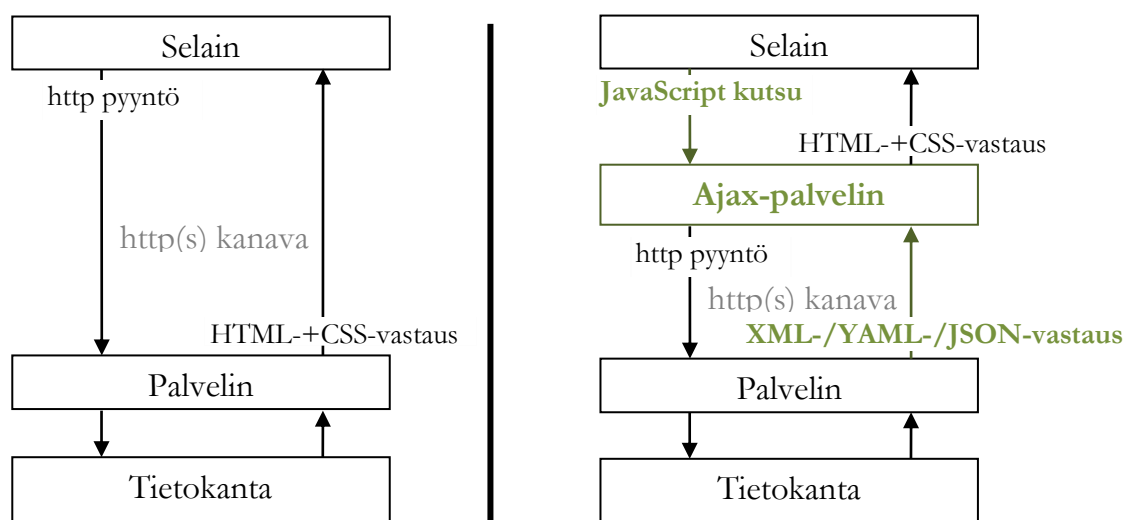 Selain
http pyyntö
http(s) kanava
HTML-+CSS-vastaus
Palvelin
Tietokanta
Selain
JavaScript kutsu
HTML-+CSS-vastaus
Ajax-palvelin
http pyyntö
http(s) kanava
XML-/YAML-/JSON-vastaus
Palvelin
Tietokanta